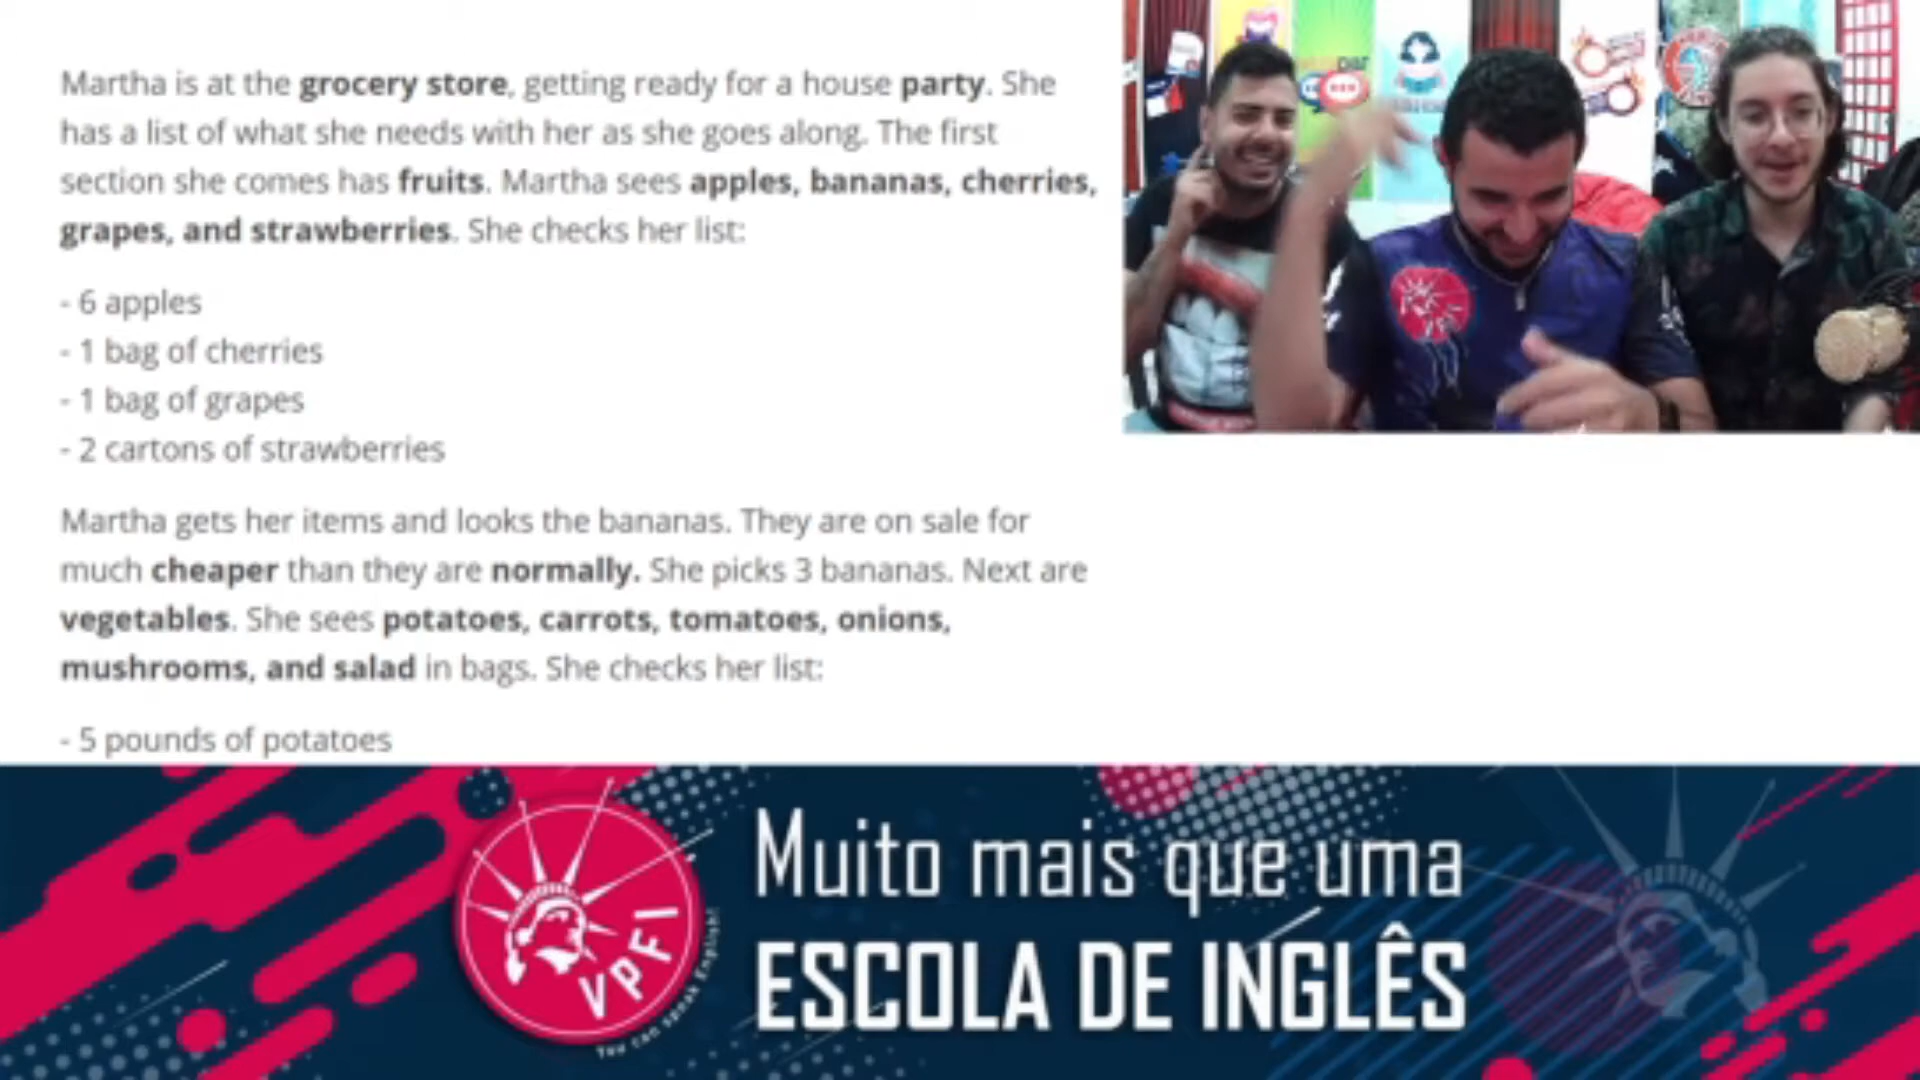 Martha is at the grocery store, getting ready for a house party. She
has a list of what she needs with her as she goes along. The first
section she comes has fruits. Martha sees apples, bananas, cherries,
grapes, and strawberries. She checks her list:
- 6 apples
- 1 bag of cherries
- 1 bag of grapes
- 2 cartons of strawberries
Martha gets her items and looks the bananas. They are on sale for
much cheaper than they are normally. She picks 3 bananas. Next are
vegetables. She sees potatoes, carrots, tomatoes, onions,
mushrooms, and salad in bags. She checks her list:
- 5 pounds of potatoes
VPFI
You can speak English!
Muito mais que uma
ESCOLA DE INGLÊS